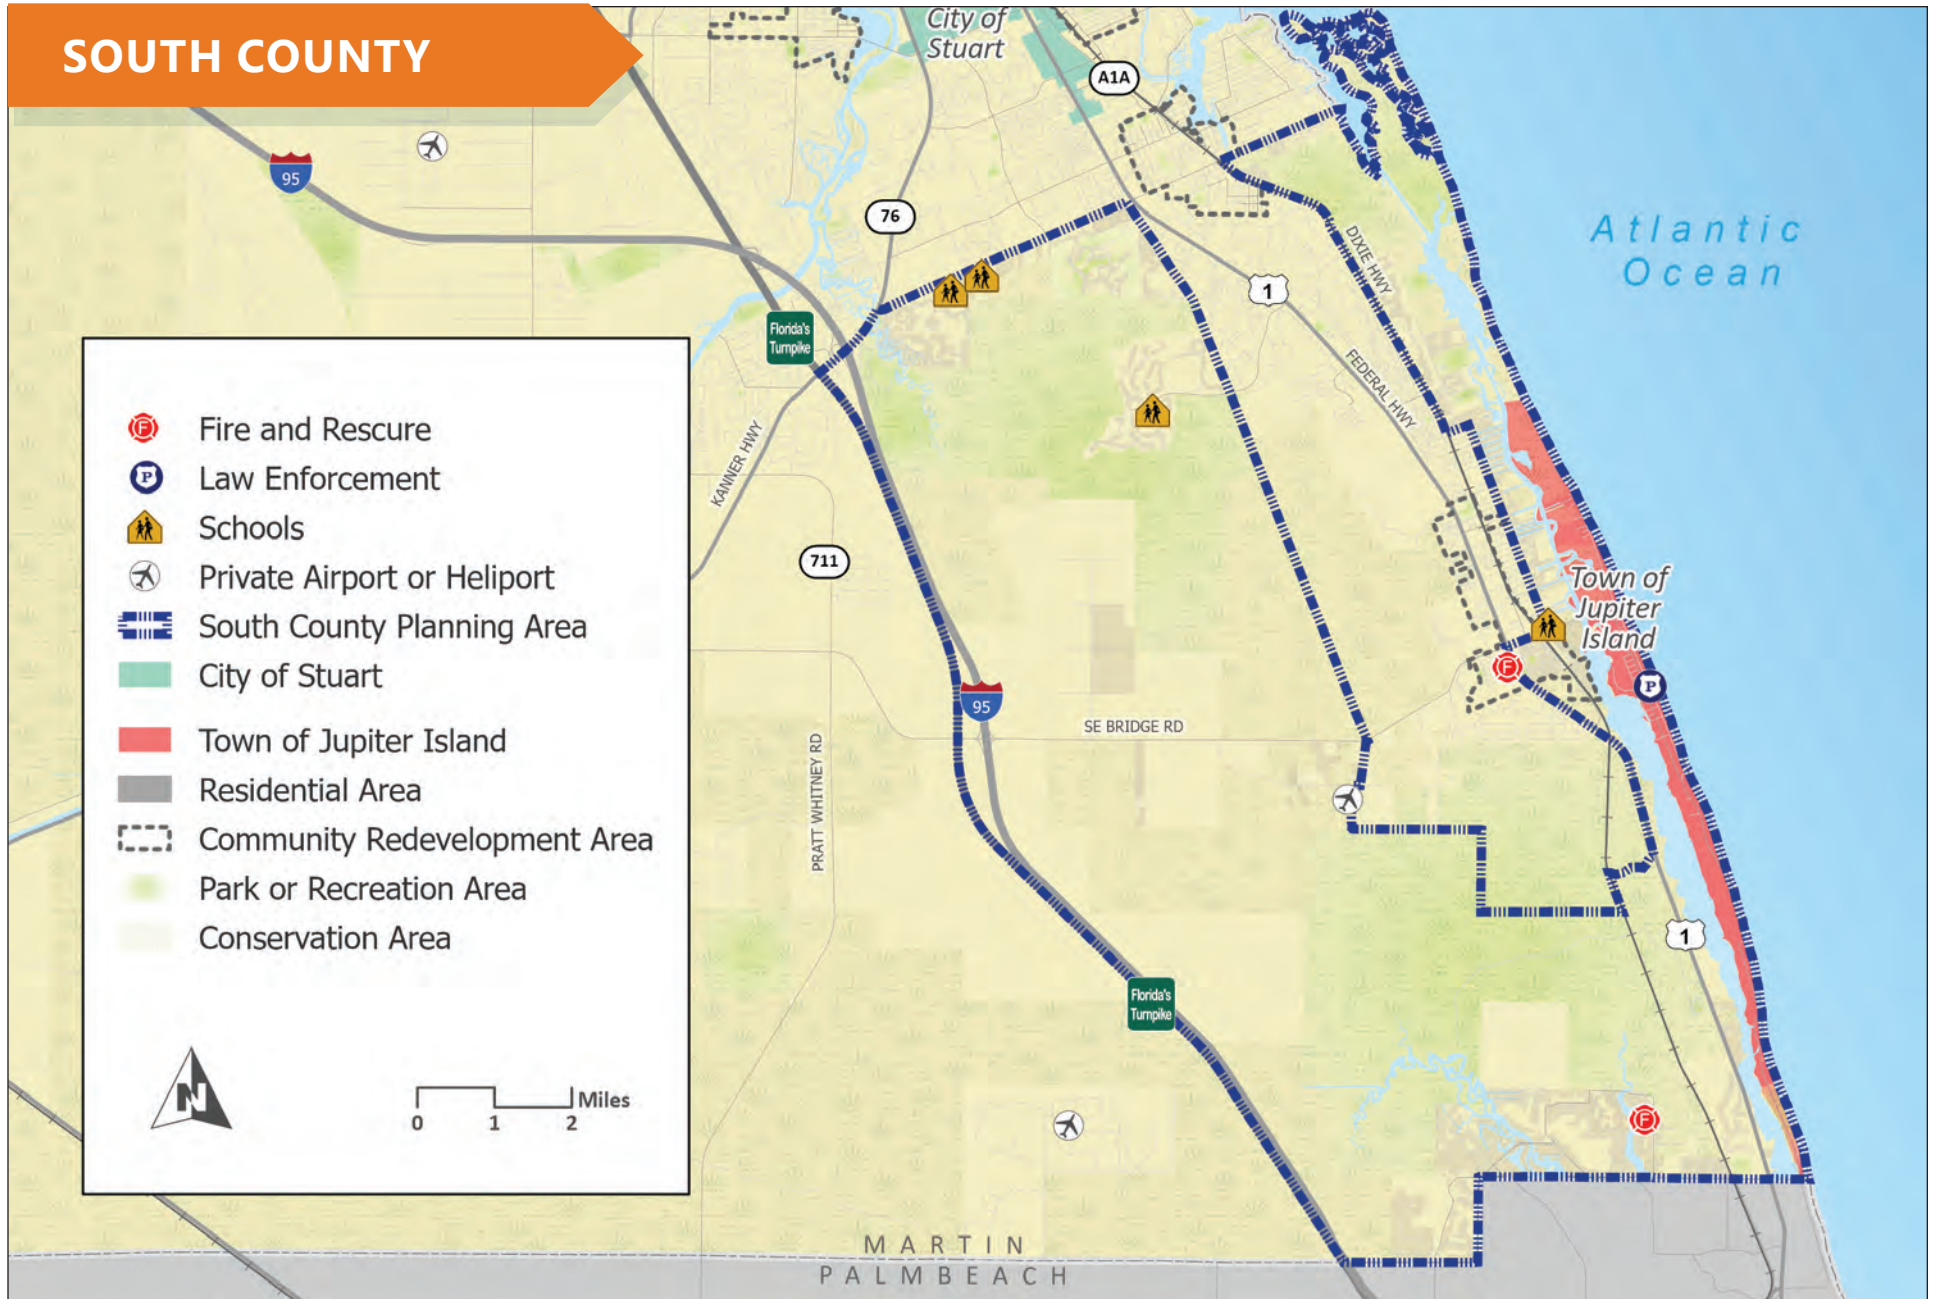 SOUTH COUNTY
City of
Stuart
A1A
95
76
Atlantic
Ocean
DIXIE HWY
1
Florida's
Turnpike
FEDERAL HWY
KANNER HWY
711
Town of
Jupiter
Island
F
P
95
SE BRIDGE RD
PRATT WHITNEY RD
1
Florida's
Turnpike
F
MARTIN
PALMBEACH
F Fire and Rescure
P Law Enforcement
Schools
Private Airport or Heliport
South County Planning Area
City of Stuart
Town of Jupiter Island
Residential Area
Community Redevelopment Area
Park or Recreation Area
Conservation Area
N
Miles
0 1 2